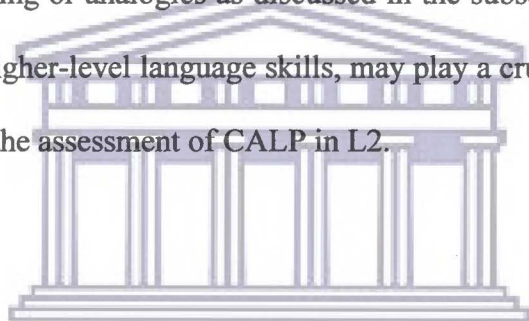 ing of analogies as discussed in the subs
igher-level language skills, may play a cru
he assessment of CALP in L2.